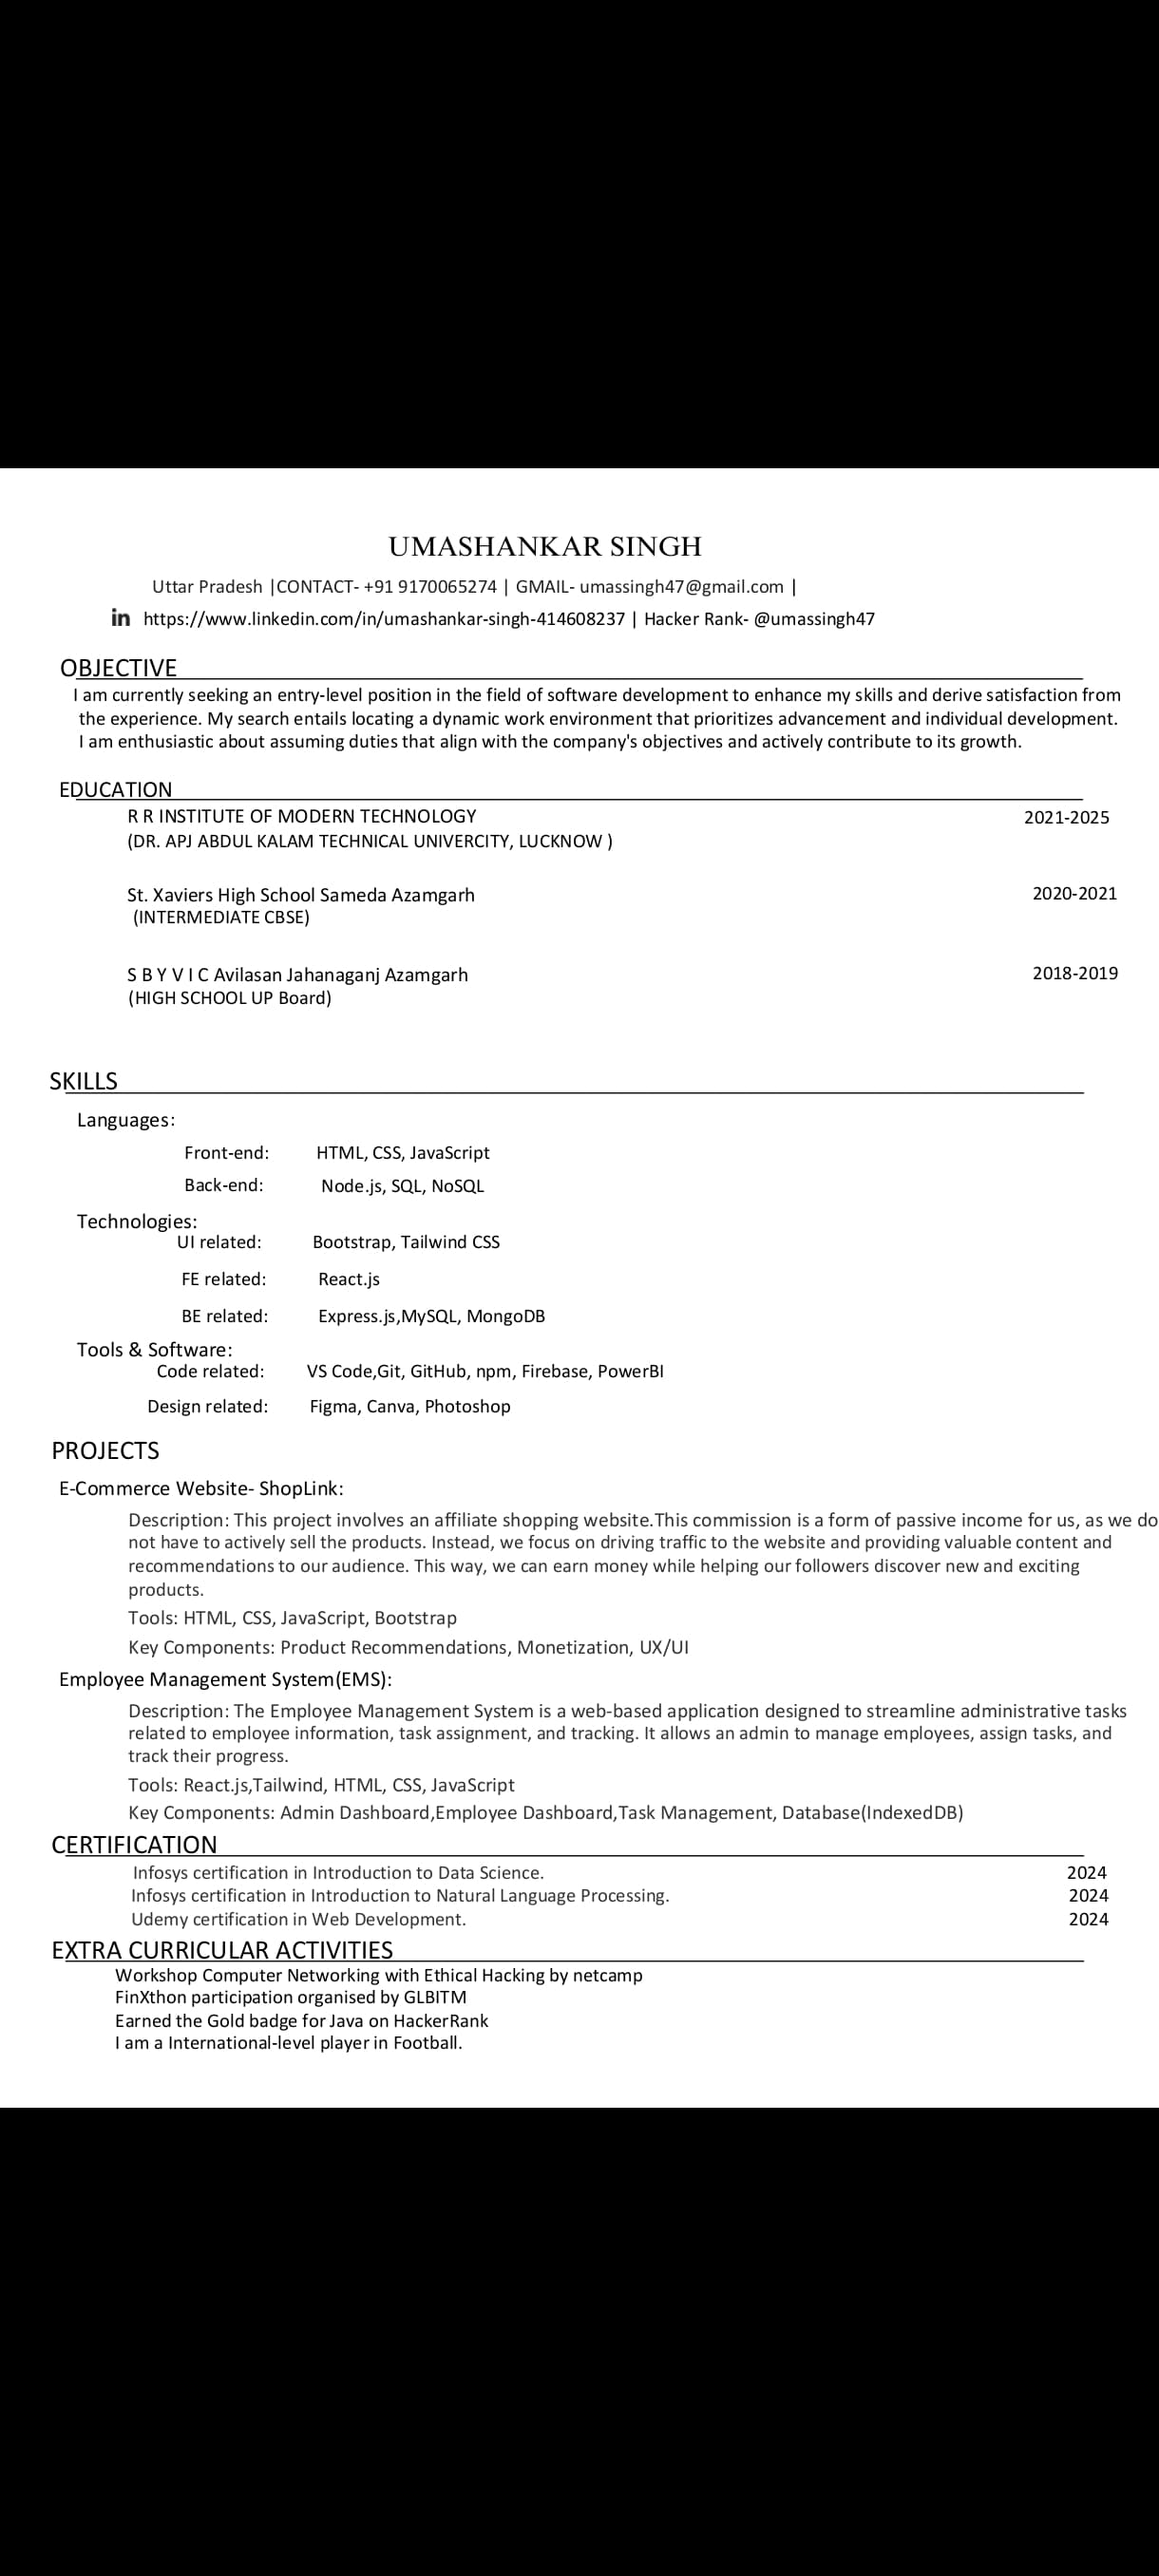 UMASHANKAR SINGH
Uttar Pradesh |CONTACT- +91 9170065274 | GMAIL- umassingh47@gmail.com |
in https://www.linkedin.com/in/umashankar-singh-414608237 | Hacker Rank- @umassingh47
OBJECTIVE
I am currently seeking an entry-level position in the field of software development to enhance my skills and derive satisfaction from
the experience. My search entails locating a dynamic work environment that prioritizes advancement and individual development.
I am enthusiastic about assuming duties that align with the company's objectives and actively contribute to its growth.
EDUCATION
R R INSTITUTE OF MODERN TECHNOLOGY 2021-2025
(DR. APJ ABDUL KALAM TECHNICAL UNIVERCITY, LUCKNOW )
St. Xaviers High School Sameda Azamgarh 2020-2021
(INTERMEDIATE CBSE)
S B Y V I C Avilasan Jahanaganj Azamgarh 2018-2019
(HIGH SCHOOL UP Board)
SKILLS
Languages:
Front-end: HTML, CSS, JavaScript
Back-end: Node.js, SQL, NoSQL
Technologies:
UI related: Bootstrap, Tailwind CSS
FE related: React.js
BE related: Express.js,MySQL, MongoDB
Tools & Software:
Code related: VS Code,Git, GitHub, npm, Firebase, PowerBI
Design related: Figma, Canva, Photoshop
PROJECTS
E-Commerce Website- ShopLink:
Description: This project involves an affiliate shopping website.This commission is a form of passive income for us, as we do
not have to actively sell the products. Instead, we focus on driving traffic to the website and providing valuable content and
recommendations to our audience. This way, we can earn money while helping our followers discover new and exciting
products.
Tools: HTML, CSS, JavaScript, Bootstrap
Key Components: Product Recommendations, Monetization, UX/UI
Employee Management System(EMS):
Description: The Employee Management System is a web-based application designed to streamline administrative tasks
related to employee information, task assignment, and tracking. It allows an admin to manage employees, assign tasks, and
track their progress.
Tools: React.js,Tailwind, HTML, CSS, JavaScript
Key Components: Admin Dashboard,Employee Dashboard,Task Management, Database(IndexedDB)
CERTIFICATION
Infosys certification in Introduction to Data Science. 2024
Infosys certification in Introduction to Natural Language Processing. 2024
Udemy certification in Web Development. 2024
EXTRA CURRICULAR ACTIVITIES
Workshop Computer Networking with Ethical Hacking by netcamp
FinXthon participation organised by GLBITM
Earned the Gold badge for Java on HackerRank
I am a International-level player in Football.